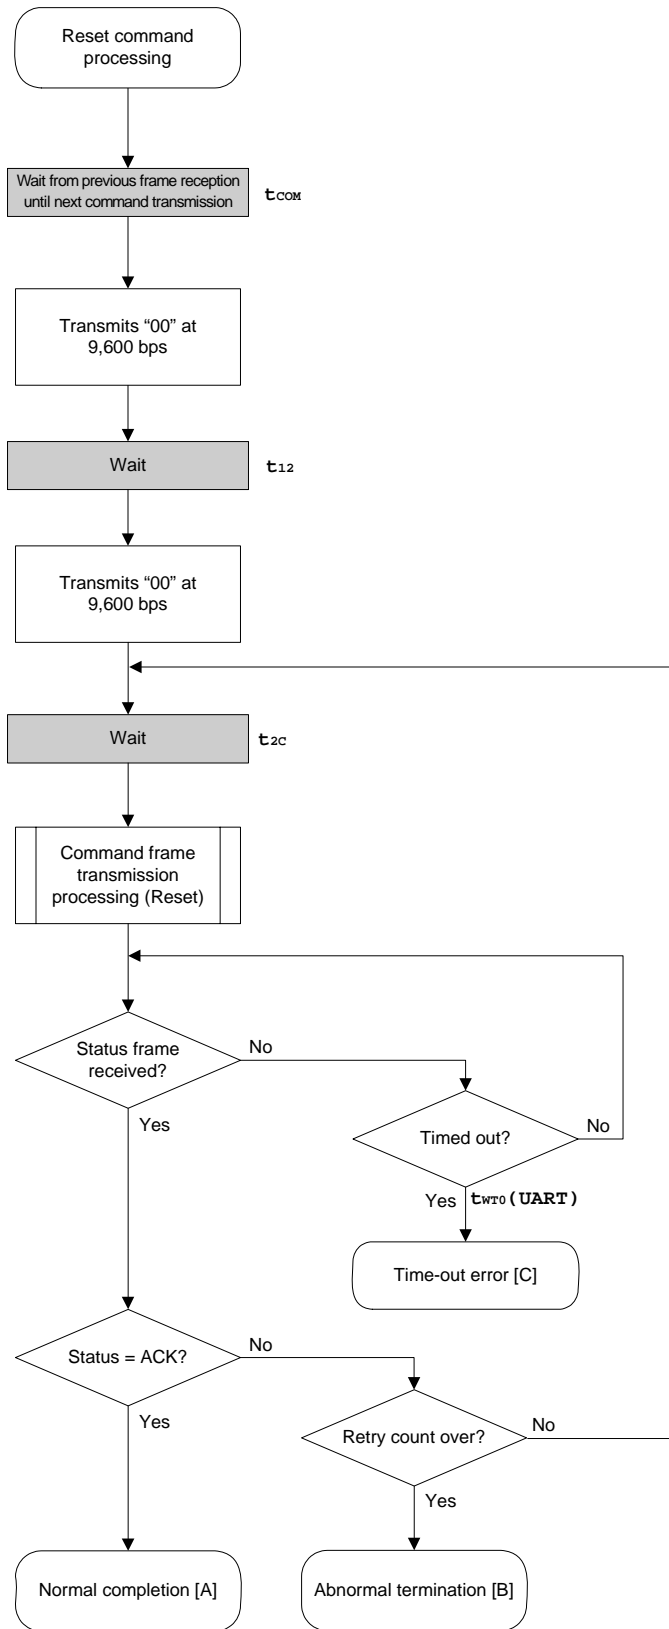 Reset command
processing
Wait from previous frame reception
until next command transmission
tCOM
Transmits “00” at
9,600 bps
Wait
t12
Transmits “00” at
9,600 bps
Wait
t2C
Command frame
transmission
processing (Reset)
Status frame
received?
No
Yes
Timed out?
No
Yes
tWT0(UART)
Time-out error [C]
Status = ACK?
No
Yes
Retry count over?
No
Yes
Normal completion [A]
Abnormal termination [B]